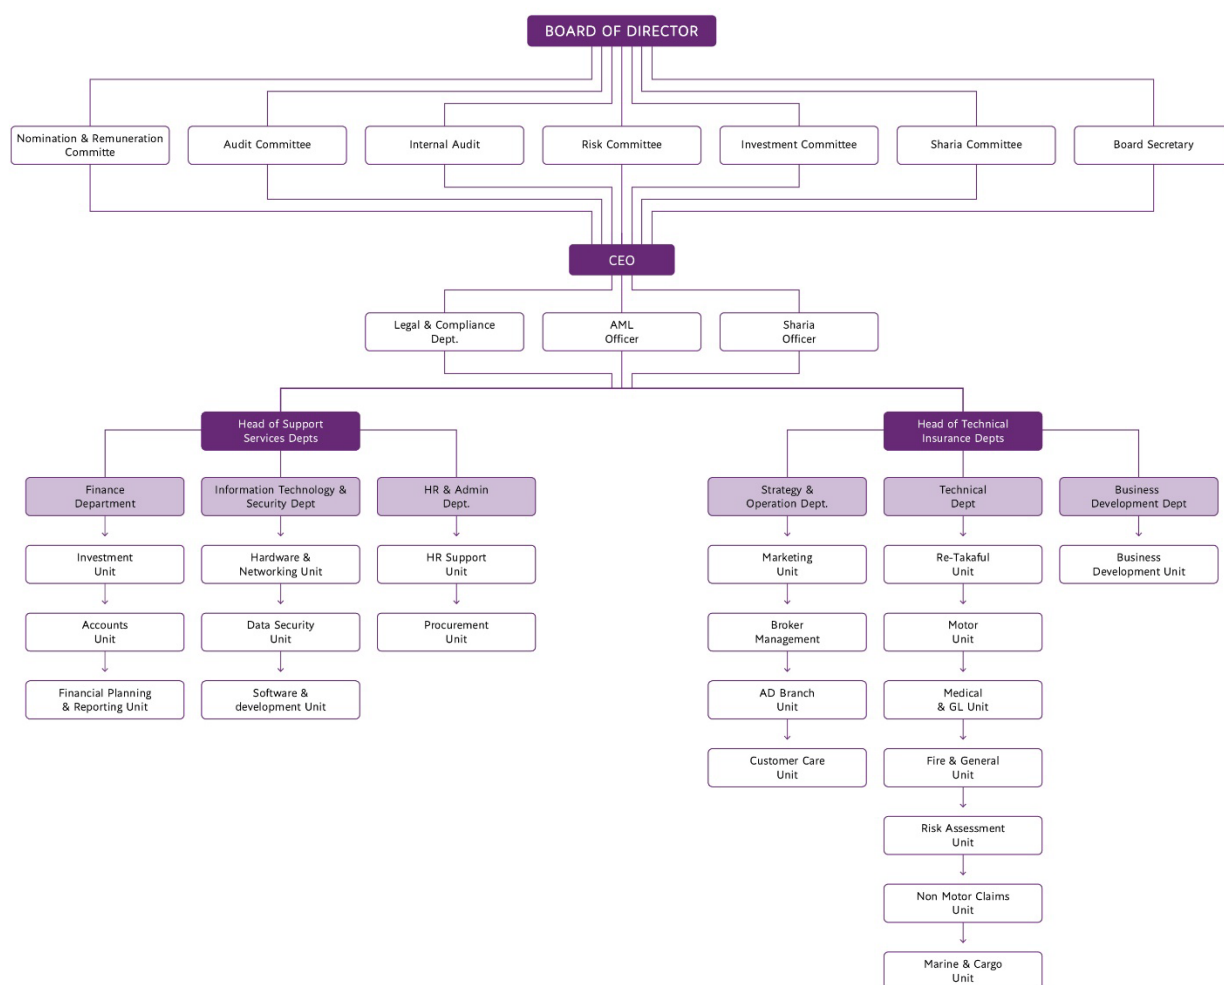 BOARD OF DIRECTOR
Nomination & Remuneration
Committe
Audit Committee
Internal Audit
Risk Committee
Investment Committee
Sharia Committee
Board Secretary
CEO
Legal & Compliance
Dept.
AML
Officer
Sharia
Officer
Head of Support
Services Depts
Head of Technical
Insurance Depts
Finance
Department
Information Technology &
Security Dept
HR & Admin
Dept.
Strategy &
Operation Dept.
Technical
Dept
Business
Development Dept
Investment
Unit
Hardware &
Networking Unit
HR Support
Unit
Marketing
Unit
Re-Takaful
Unit
Business
Development Unit
Accounts
Unit
Data Security
Unit
Procurement
Unit
Broker
Management
Motor
Unit
Financial Planning
& Reporting Unit
Software &
development Unit
AD Branch
Unit
Medical
& GL Unit
Customer Care
Unit
Fire & General
Unit
Risk Assessment
Unit
Non Motor Claims
Unit
Marine & Cargo
Unit